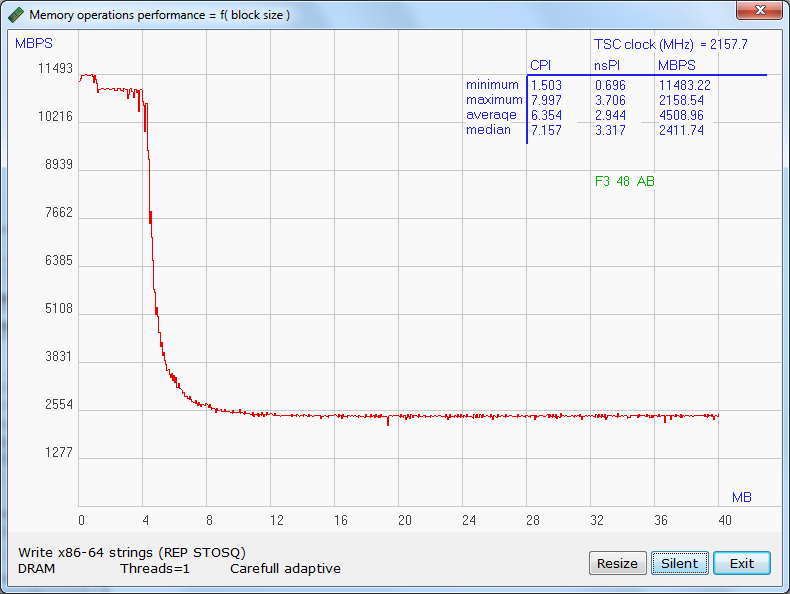 Memory operations performance = f( block size )
MBPS
TSC clock (MHz) = 2157.7
CPI nsPI MBPS
minimum 1.503 0.696 11483.22
maximum 7.997 3.706 2158.54
average 6.354 2.944 4508.96
median 7.157 3.317 2411.74
F3 48 AB
11493
10216
8939
7662
6385
5108
3831
2554
1277
MB
0 4 8 12 16 20 24 28 32 36 40
Write x86-64 strings (REP STOSQ)
DRAM Threads=1 Carefull adaptive
Resize Silent Exit